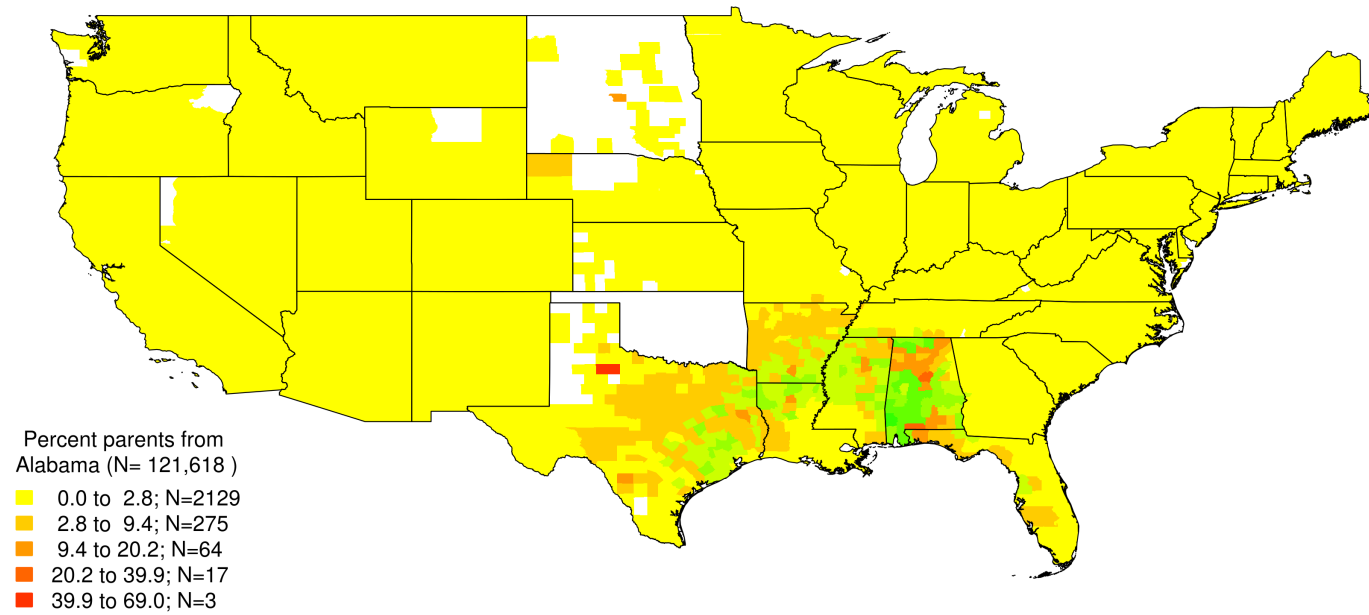 Percent parents from
Alabama (N= 121,618 )
0.0 to 2.8; N=2129
2.8 to 9.4; N=275
9.4 to 20.2; N=64
20.2 to 39.9; N=17
39.9 to 69.0; N=3